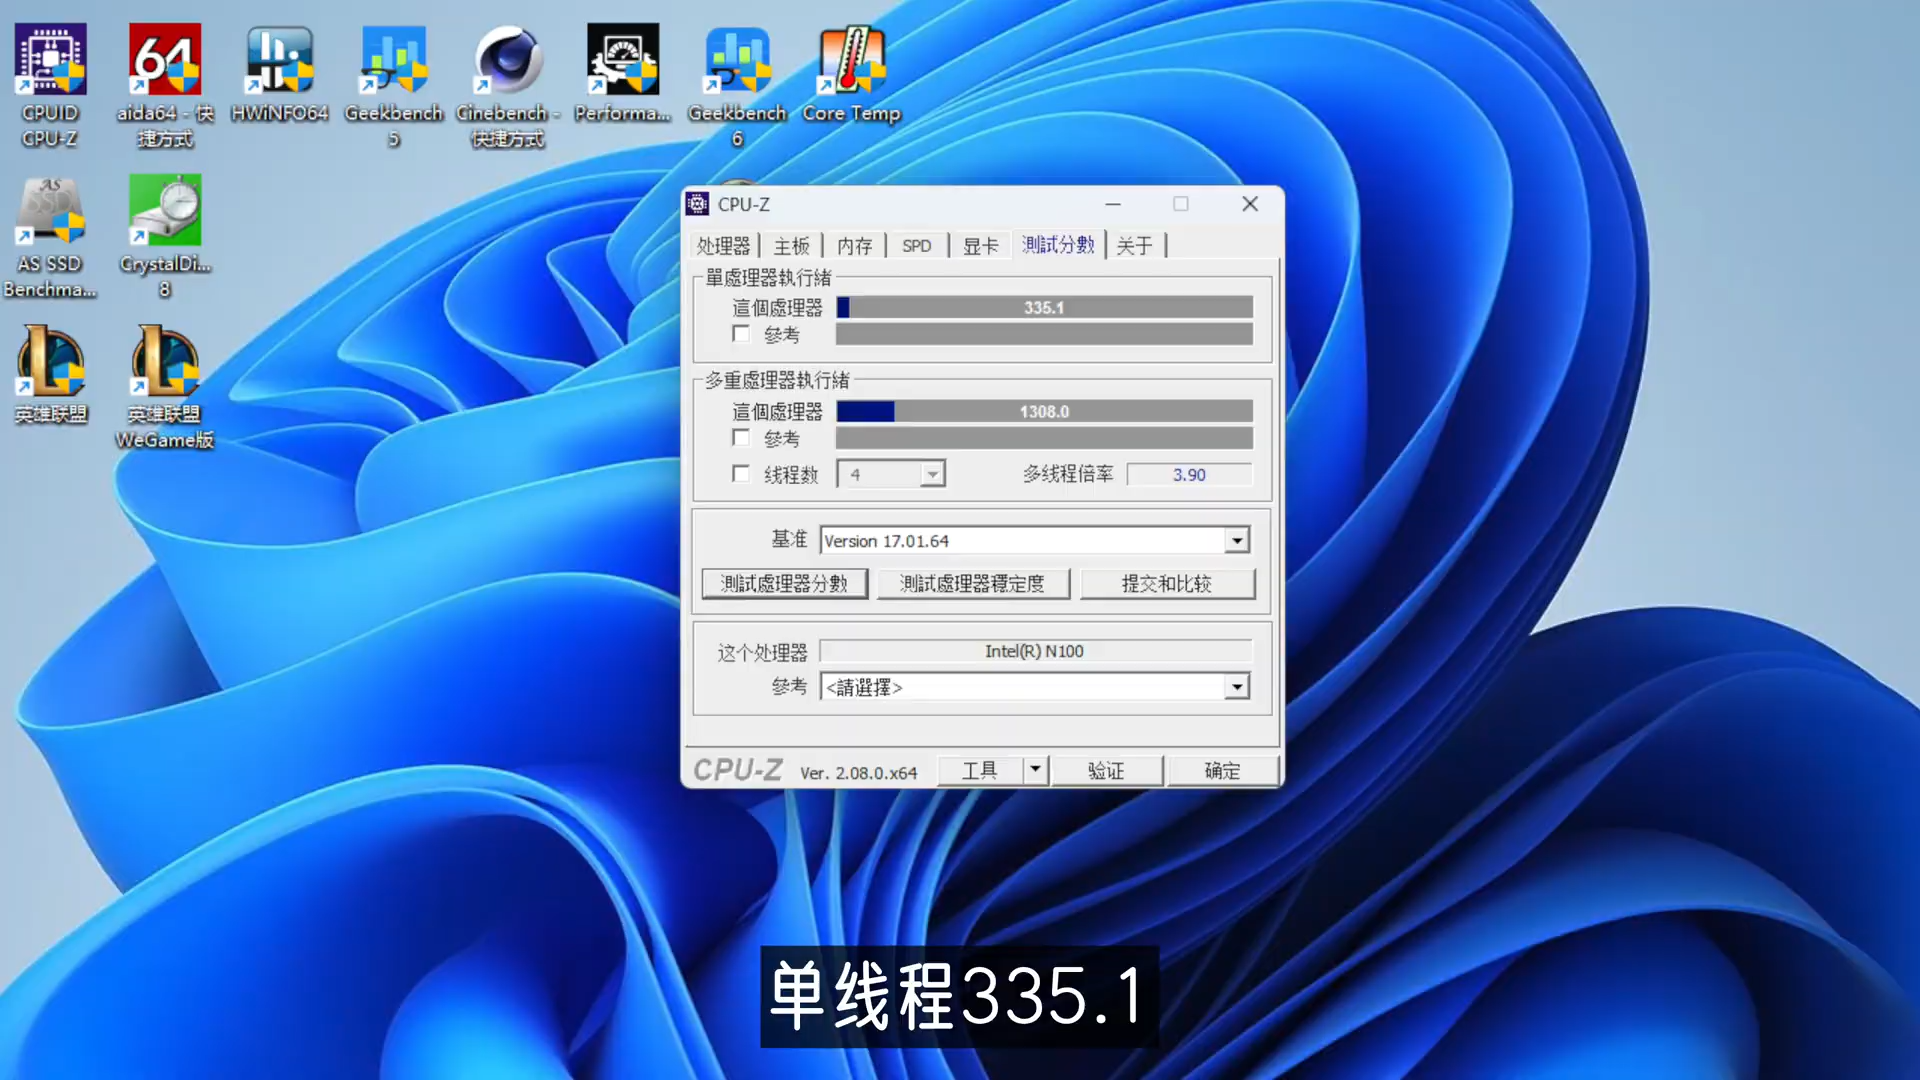 CPUID
CPU-Z
aida64 - 快
捷方式
HWiNFO64
Geekbench
5
Cinebench -
快捷方式
Performa...
Geekbench
6
Core Temp
AS
SSD
AS SSD
Benchma...
CrystalDi...
8
英雄联盟
英雄联盟
WeGame版
64
CPU-Z
处理器
主板
内存
SPD
显卡
測試分數
关于
單處理器執行緒
這個處理器
335.1
參考
多重處理器執行緒
這個處理器
1308.0
參考
线程数
4
多线程倍率
3.90
基准
Version 17.01.64
測試處理器分數
測試處理器穩定度
提交和比较
这个处理器
Intel(R) N100
參考
<請選擇>
CPU-Z
Ver. 2.08.0.x64
工具
验证
确定
单线程335.1